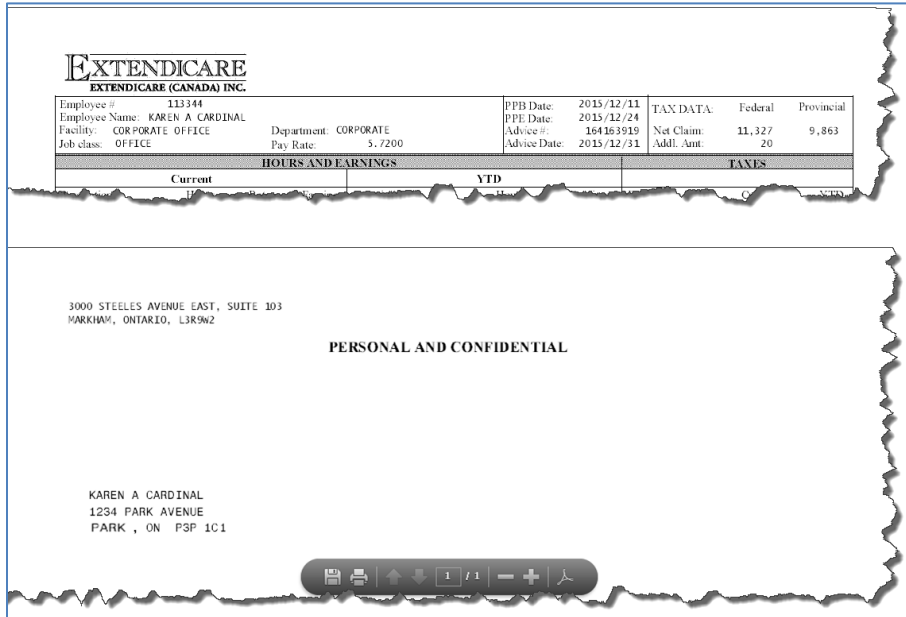 EXTENDICARE
EXTENDICARE (CANADA) INC.
Employee # 113344
Employee Name: KAREN A CARDINAL
Facility: CORPORATE OFFICE Department: CORPORATE
Job class: OFFICE Pay Rate: 5.7200
PPB Date: 2015/12/11
PPE Date: 2015/12/24
Advice #: 164163919
Advice Date: 2015/12/31
TAX DATA: Federal Provincial
Net Claim: 11,327 9,863
Addl. Amt: 20
HOURS AND EARNINGS TAXES
Current YTD
3000 STEELES AVENUE EAST, SUITE 103
MARKHAM, ONTARIO, L3R9W2
PERSONAL AND CONFIDENTIAL
KAREN A CARDINAL
1234 PARK AVENUE
PARK , ON P3P 1C1
1 / 1